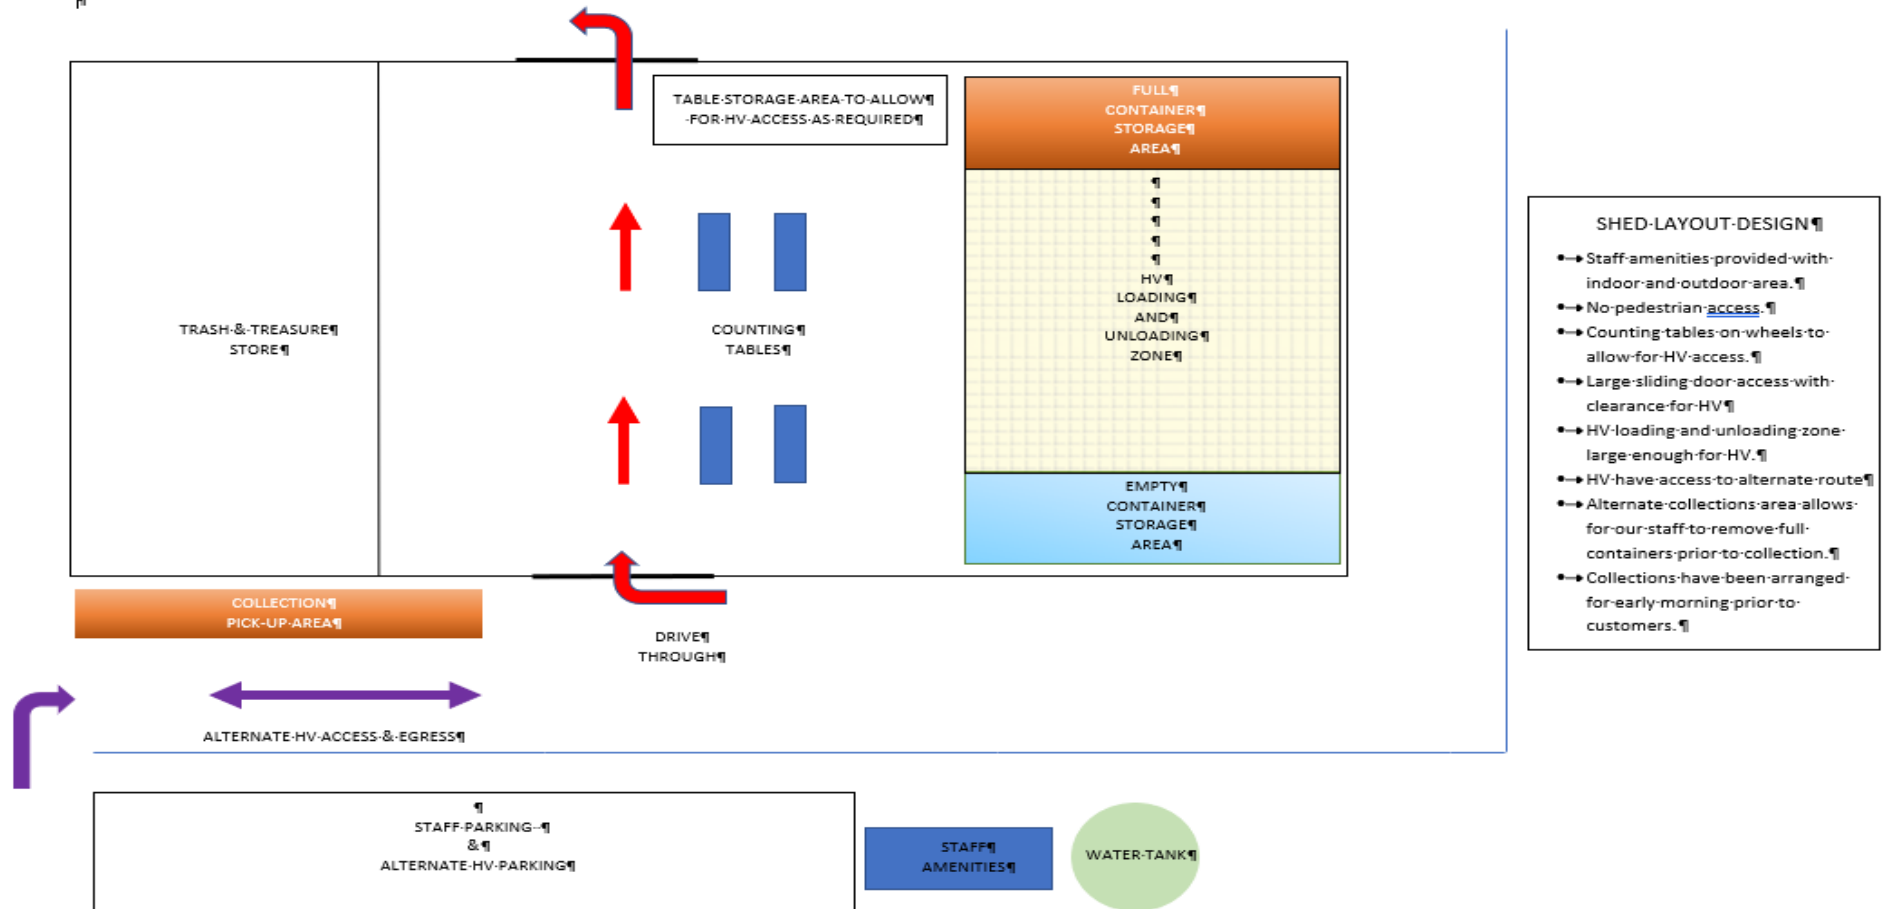 TABLE STORAGE AREA TO ALLOW¶
FOR HV ACCESS AS REQUIRED¶
FULL¶
CONTAINER¶
STORAGE¶
AREA¶
HV¶
LOADING¶
AND¶
UNLOADING¶
ZONE¶
TRASH & TREASURE¶
STORE¶
COUNTING¶
TABLES¶
EMPTY¶
CONTAINER¶
STORAGE¶
AREA¶
COLLECTION¶
PICK-UP AREA¶
DRIVE¶
THROUGH¶
ALTERNATE HV ACCESS & EGRESS¶
STAFF PARKING ¶
&¶
ALTERNATE HV PARKING¶
STAFF¶
AMENITIES¶
WATER TANK¶
SHED LAYOUT DESIGN¶
Staff amenities provided with
indoor and outdoor area.¶
No pedestrian access.¶
Counting tables on wheels to
allow for HV access.¶
Large sliding door access with
clearance for HV¶
HV loading and unloading zone
large enough for HV.¶
HV have access to alternate route¶
Alternate collections area allows
for our staff to remove full
containers prior to collection.¶
Collections have been arranged
for early morning prior to
customers.¶